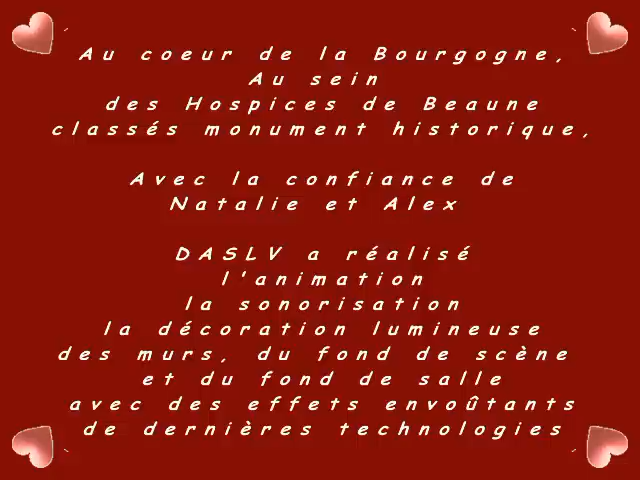 Au coeur de la Bourgogne,
Au sein
des Hospices de Beaune
classés monument historique,
Avec la confiance de
Natalie et Alex
DASLV a réalisé
l'animation
la sonorisation
la décoration lumineuse
des murs, du fond de scène
et du fond de salle
avec des effets envoûtants
de dernières technologies